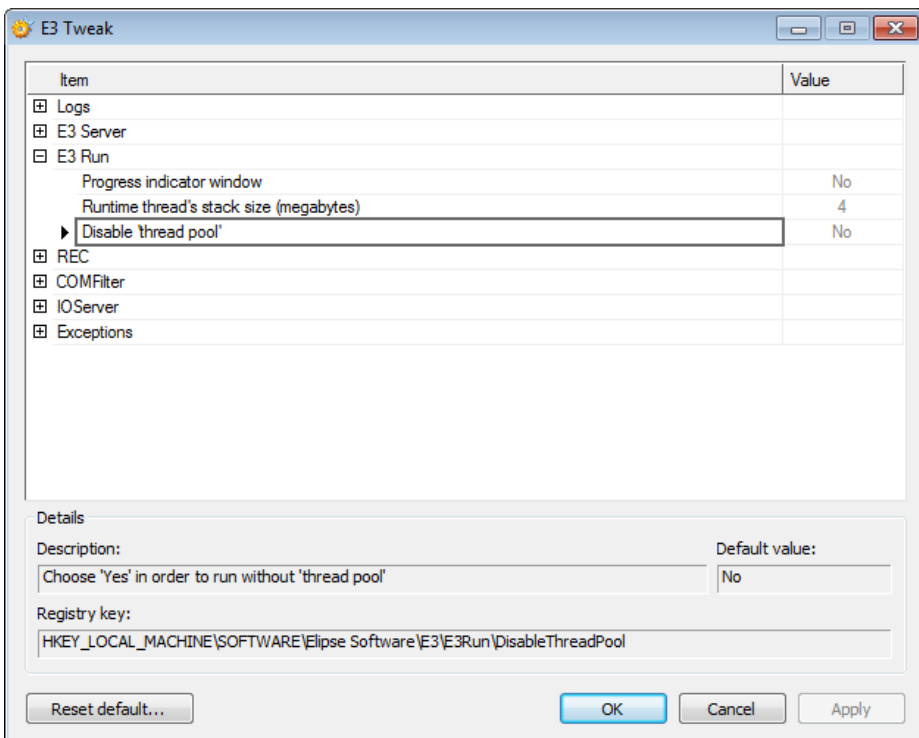 E3 Tweak
Item Value
Logs
E3 Server
E3 Run
Progress indicator window No
Runtime thread's stack size (megabytes) 4
Disable 'thread pool' No
REC
COMFilter
IOServer
Exceptions
Details
Description: Default value:
Choose 'Yes' in order to run without 'thread pool' No
Registry key:
HKEY_LOCAL_MACHINE\SOFTWARE\Elipse Software\E3\E3Run\DisableThreadPool
Reset default... OK Cancel Apply